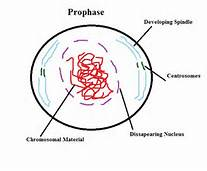 Prophase
Developing Spindle
Centrosomes
Chromosomal Material
Dissapearing Nucleus